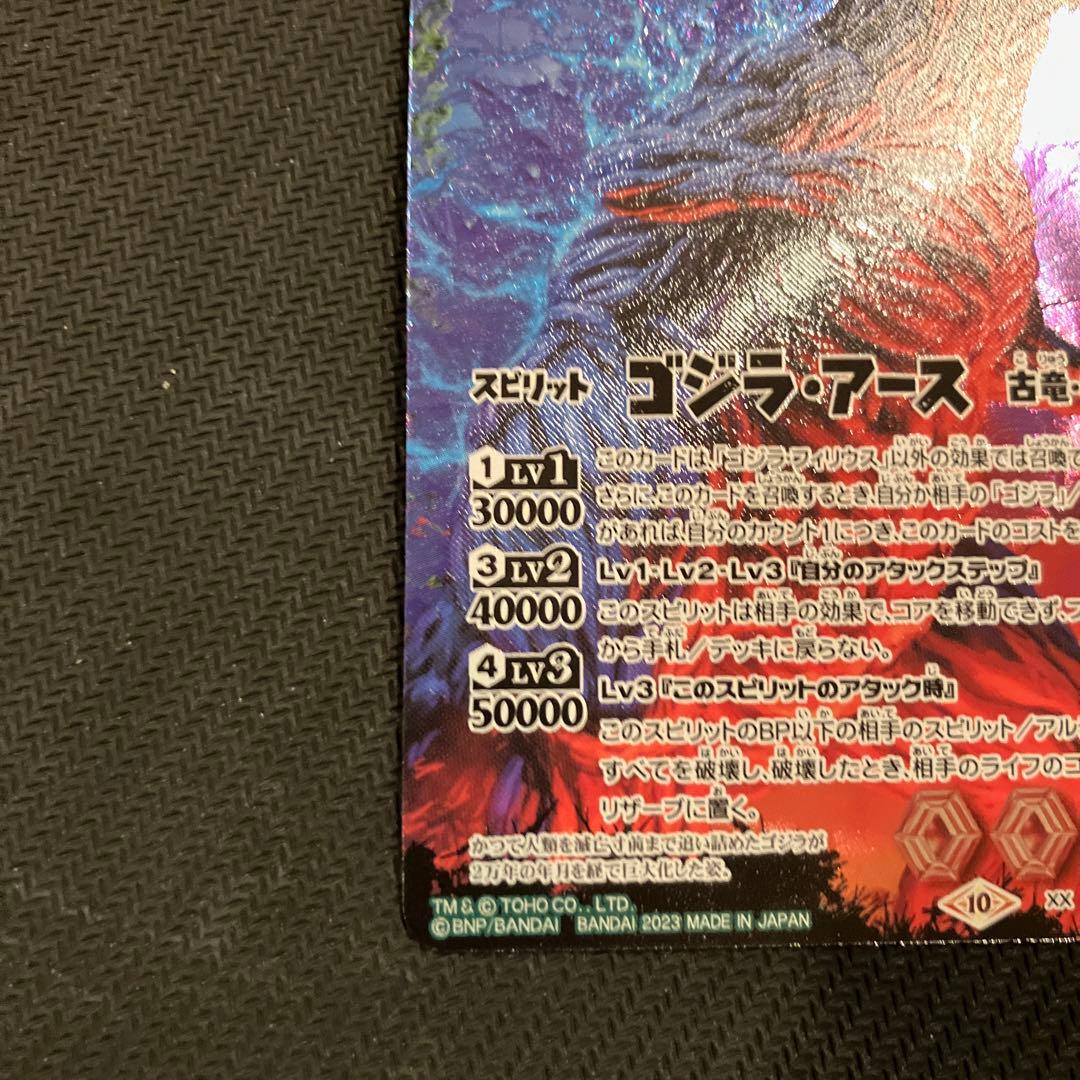 スピリット ゴジラ・アース 古竜・
1 LV1
30000
3 LV2
40000
4 LV3
50000
このカードは、「ゴジラ・フィリウス」以外の効果では召喚で
さらに、このカードを召喚するとき、自分か相手の「ゴジラ」/
があれば、自分のカウント1につき、このカードのコストを
Lv1・Lv2・Lv3『自分のアタックステップ』
このスピリットは相手の効果で、コアを移動できず、フ
から手札/デッキに戻らない。
Lv3『このスピリットのアタック時』
このスピリットのBP以下の相手のスピリット/アル
すべてを破壊し、破壊したとき、相手のライフのコ
リザーブに置く。
かつて人類を滅亡寸前まで追い詰めたゴジラが
2万年の年月を経て巨大化した姿。
TM & © TOHO CO., LTD.
©BNP/BANDAI BANDAI 2023 MADE IN JAPAN
10 XX